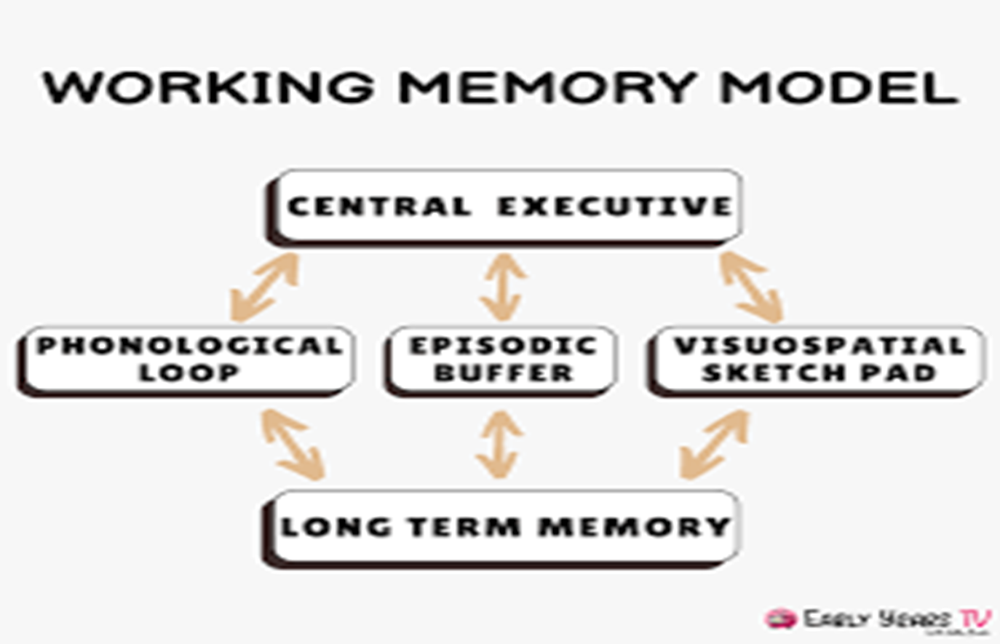 WORKING MEMORY MODEL
CENTRAL EXECUTIVE
PHONOLOGICAL
LOOP
EPISODIC
BUFFER
VISUOSPATIAL
SKETCH PAD
LONG TERM MEMORY
EARLY YEARS TV